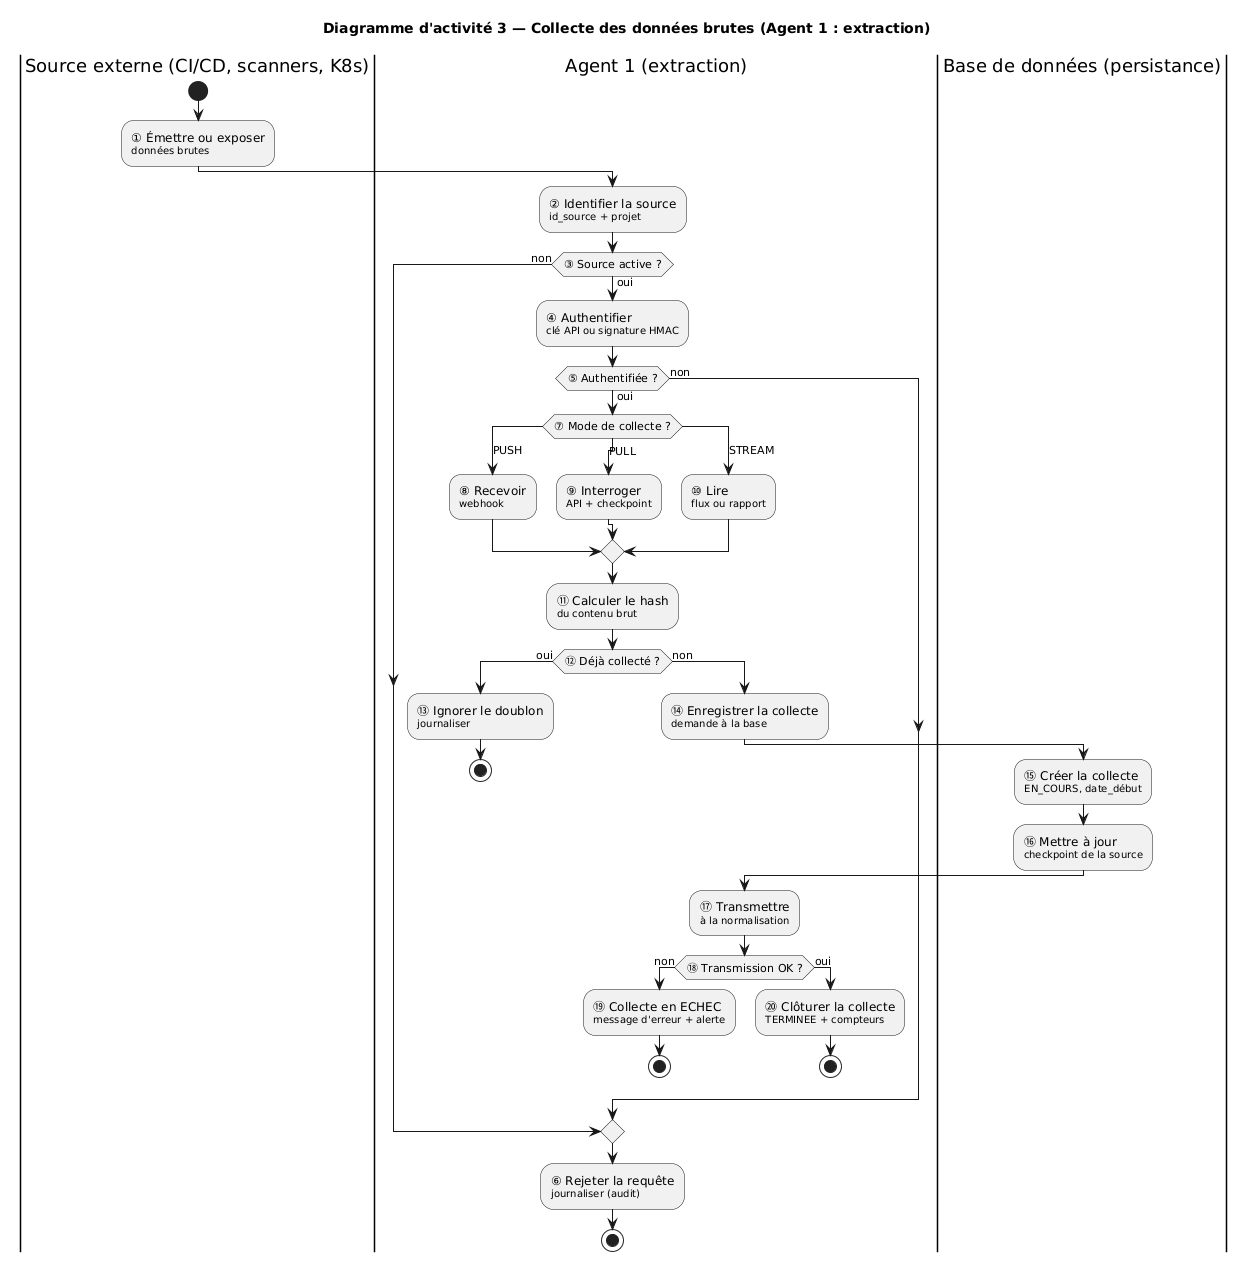 Diagramme d'activité 3 — Collecte des données brutes (Agent 1 : extraction)
Source externe (CI/CD, scanners, K8s)
Agent 1 (extraction)
Base de données (persistance)
① Émettre ou exposer
données brutes
② Identifier la source
id_source + projet
non
③ Source active ?
oui
④ Authentifier
clé API ou signature HMAC
⑤ Authentifiée ?
non
oui
⑦ Mode de collecte ?
PUSH
PULL
STREAM
⑧ Recevoir
webhook
⑨ Interroger
API + checkpoint
⑩ Lire
flux ou rapport
⑪ Calculer le hash
du contenu brut
oui
⑫ Déjà collecté ?
non
⑬ Ignorer le doublon
journaliser
⑭ Enregistrer la collecte
demande à la base
⑮ Créer la collecte
EN_COURS, date_début
⑯ Mettre à jour
checkpoint de la source
⑰ Transmettre
à la normalisation
non
⑱ Transmission OK ?
oui
⑲ Collecte en ECHEC
message d'erreur + alerte
⑳ Clôturer la collecte
TERMINEE + compteurs
⑥ Rejeter la requête
journaliser (audit)